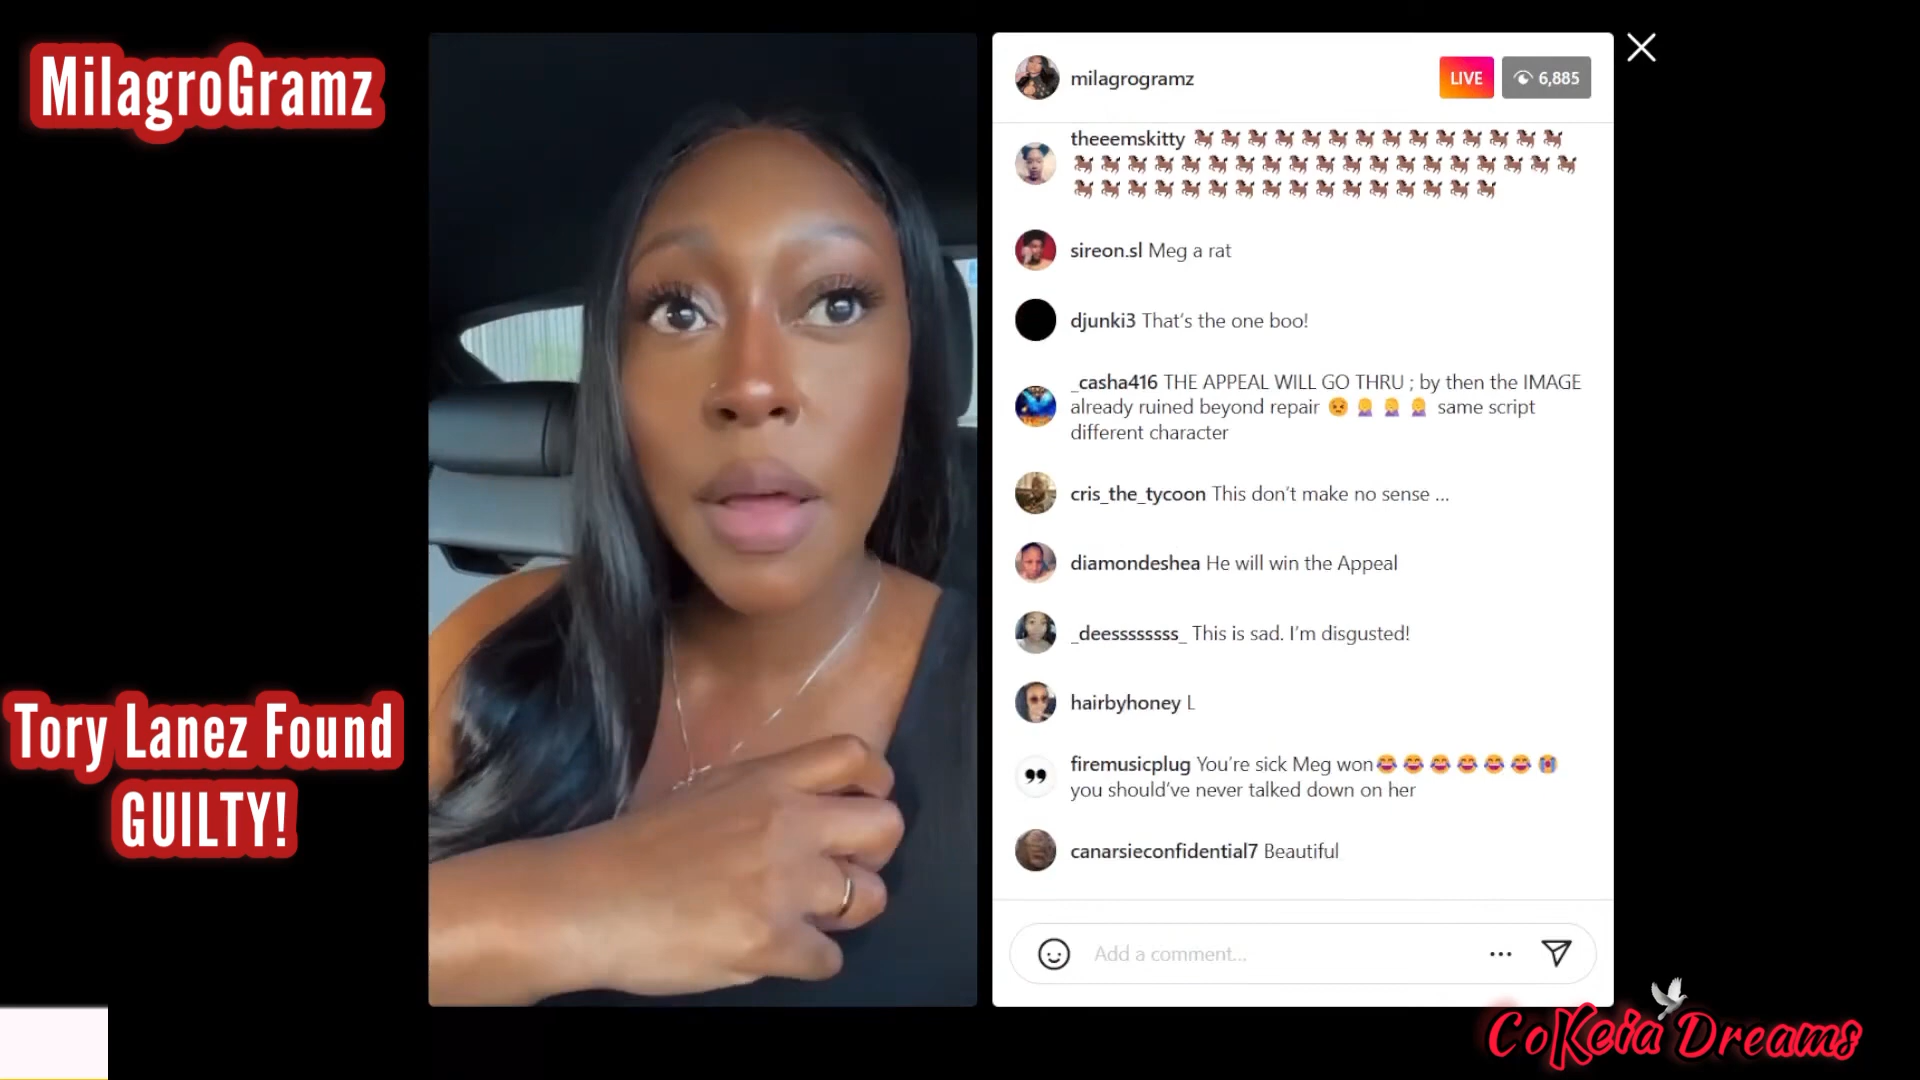 MilagroGramz
milagrogramz
LIVE
6,885
theeemskitty
sireon.sl Meg a rat
djunki3 That's the one boo!
_casha416 THE APPEAL WILL GO THRU ; by then the IMAGE
already ruined beyond repair same script
different character
cris_the_tycoon This don't make no sense ...
diamondeshea He will win the Appeal
_deessssssss_ This is sad. I'm disgusted!
hairbyhoney L
firemusicplug You're sick Meg won
you should've never talked down on her
canarsieconfidential7 Beautiful
Add a comment...
Tory Lanez Found
GUILTY!
CoKeia Dreams